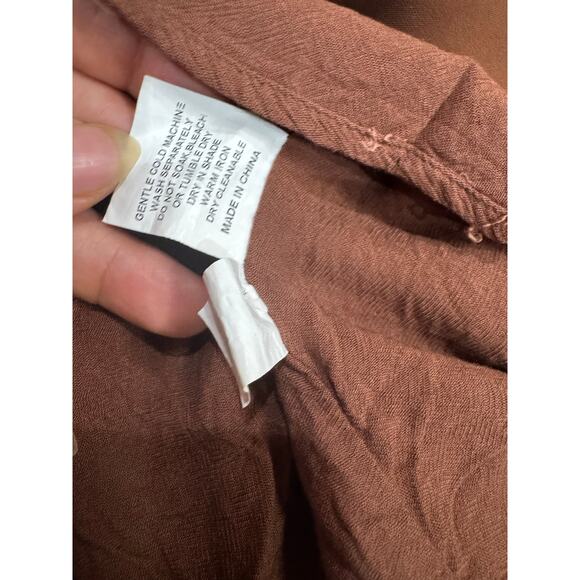 GENTLE COLD MACHINE
WASH SEPARATELY
DO NOT SOAK,BLEACH
OR TUMBLE DRY
DRY IN SHADE
WARM IRON
DRY CLEANABLE
MADE IN CHINA